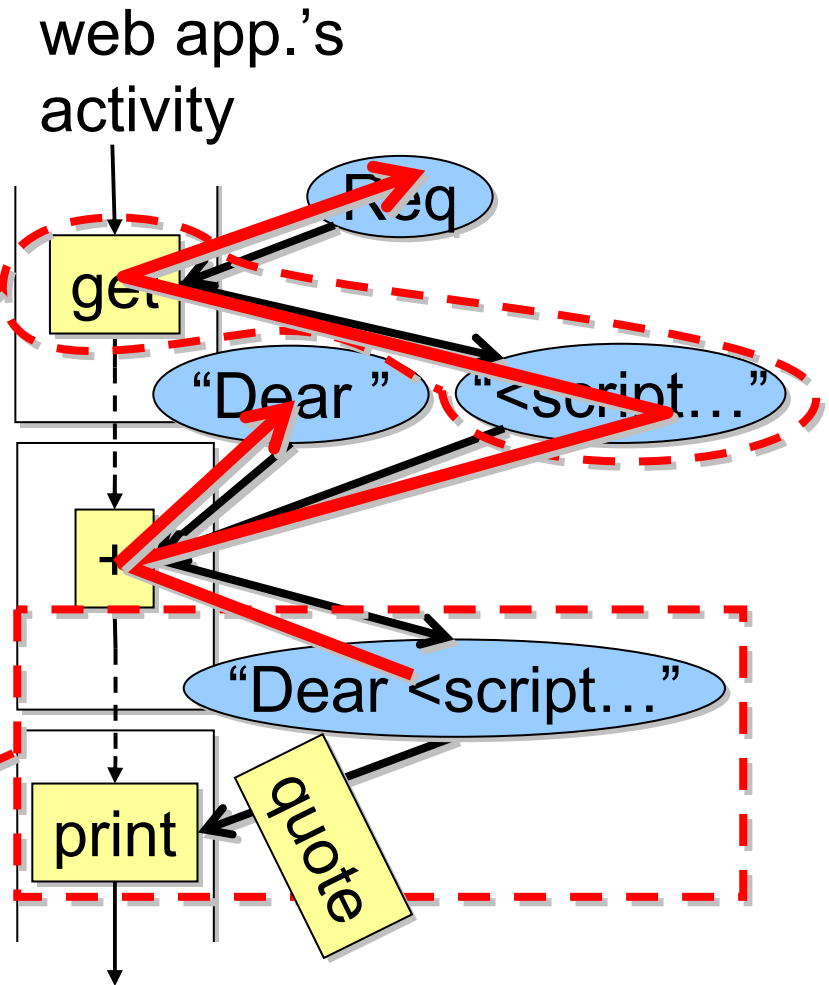 web app.’s
activity
Req
get
“Dear ”
“<script…”
+
“Dear <script…”
quote
print